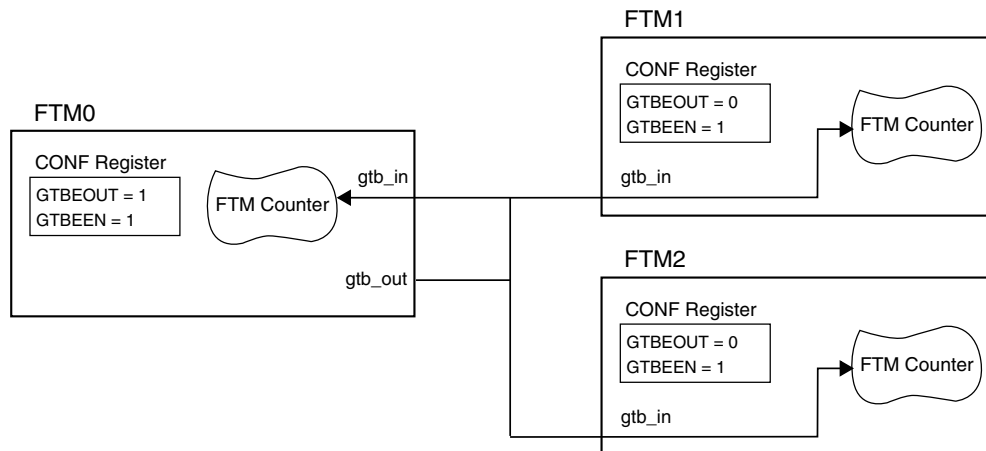 FTM0
CONF Register
GTBEOUT = 1
GTBEEN = 1
FTM Counter
gtb_in
gtb_out
FTM1
CONF Register
GTBEOUT = 0
GTBEEN = 1
FTM Counter
gtb_in
FTM2
CONF Register
GTBEOUT = 0
GTBEEN = 1
FTM Counter
gtb_in